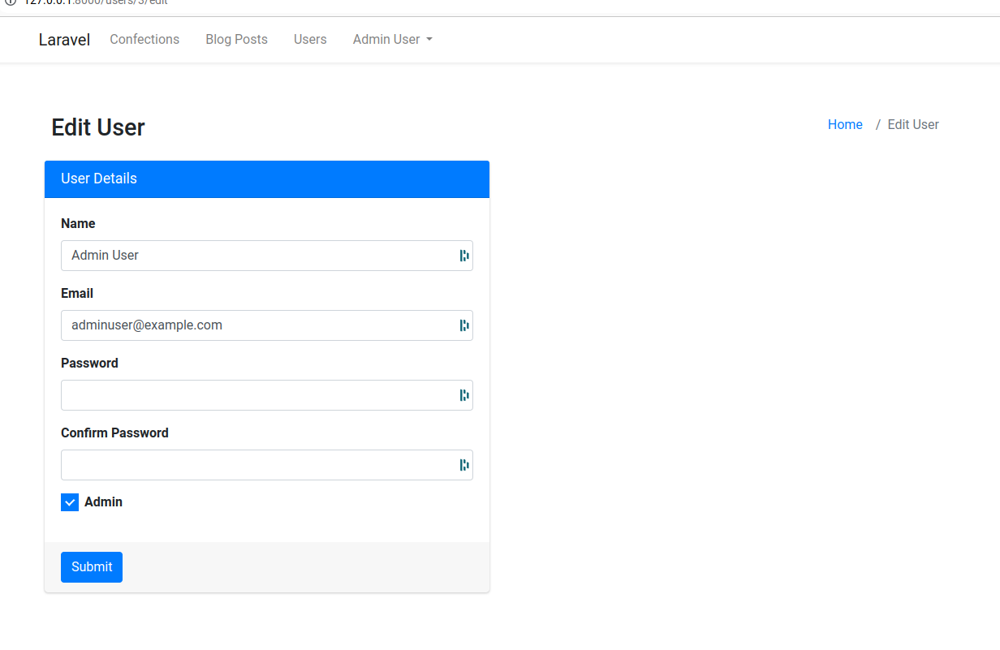 127.0.0.1:8000/users/3/edit
Laravel Confections Blog Posts Users Admin User
Edit User
Home / Edit User
User Details
Name
Admin User
Email
adminuser@example.com
Password
Confirm Password
Admin
Submit